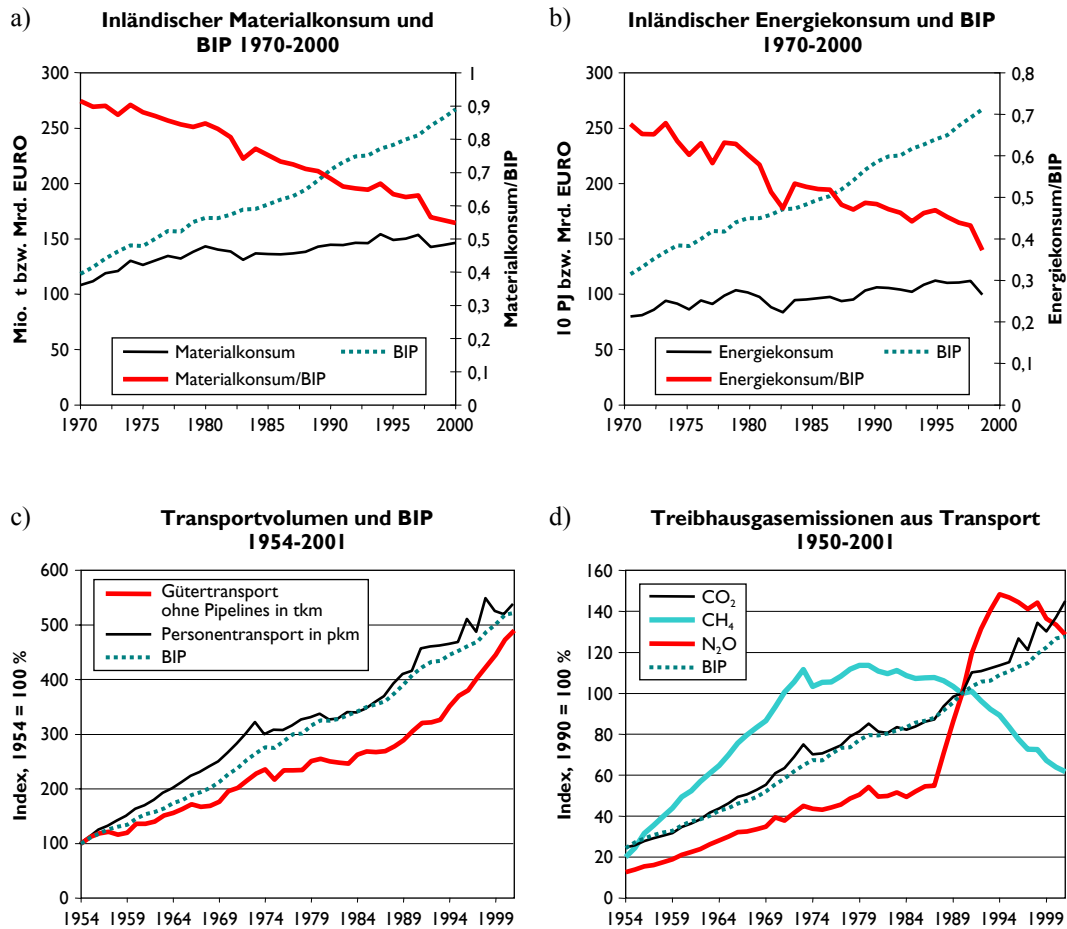 a)
Inländischer Materialkonsum und
BIP 1970-2000
Mio. t bzw. Mrd. EURO
300
250
200
150
100
50
0
1
0,9
0,8
0,7
0,6
0,5
0,4
0,3
0,2
0,1
0
Materialkonsum/BIP
Materialkonsum
BIP
Materialkonsum/BIP
1970 1975 1980 1985 1990 1995 2000
b)
Inländischer Energiekonsum und BIP
1970-2000
10 PJ bzw. Mrd. EURO
300
250
200
150
100
50
0
0,8
0,7
0,6
0,5
0,4
0,3
0,2
0,1
0
Energiekonsum/BIP
Energiekonsum
BIP
Energiekonsum/BIP
1970 1975 1980 1985 1990 1995 2000
c)
Transportvolumen und BIP
1954-2001
Index, 1954 = 100 %
600
500
400
300
200
100
0
Gütertransport
ohne Pipelines in tkm
Personentransport in pkm
BIP
1954 1959 1964 1969 1974 1979 1984 1989 1994 1999
d)
Treibhausgasemissionen aus Transport
1950-2001
Index, 1990 = 100 %
160
140
120
100
80
60
40
20
0
CO₂
CH₄
N₂O
BIP
1954 1959 1964 1969 1974 1979 1984 1989 1994 1999